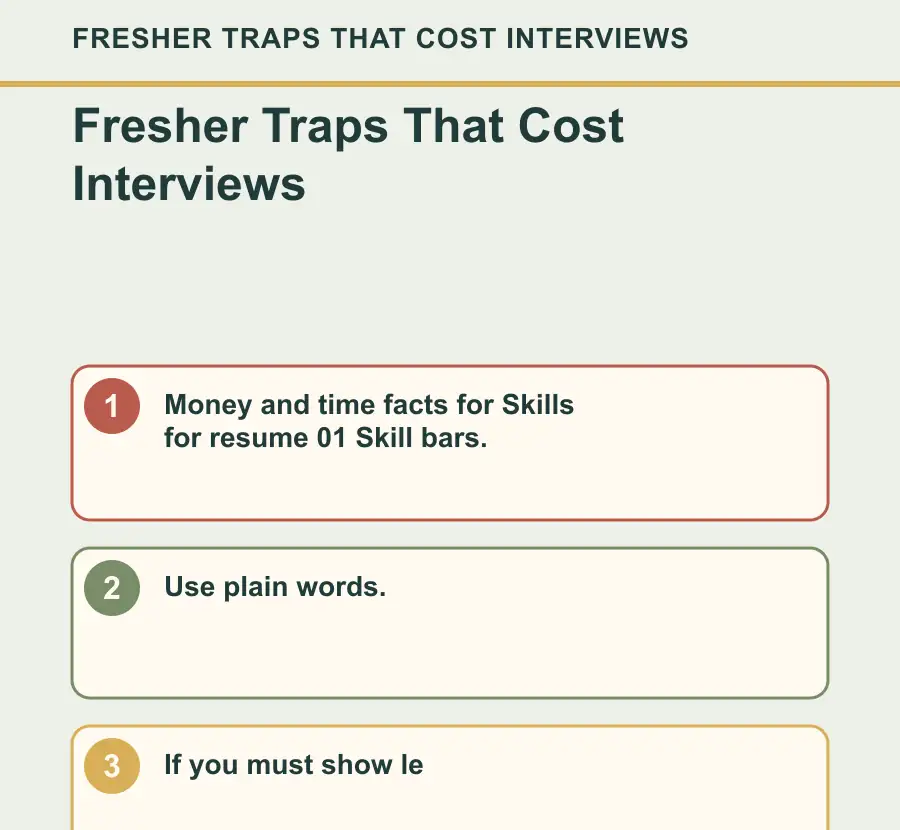 FRESHER TRAPS THAT COST INTERVIEWS
Fresher Traps That Cost
Interviews
1
Money and time facts for Skills
for resume 01 Skill bars.
2
Use plain words.
3
If you must show le